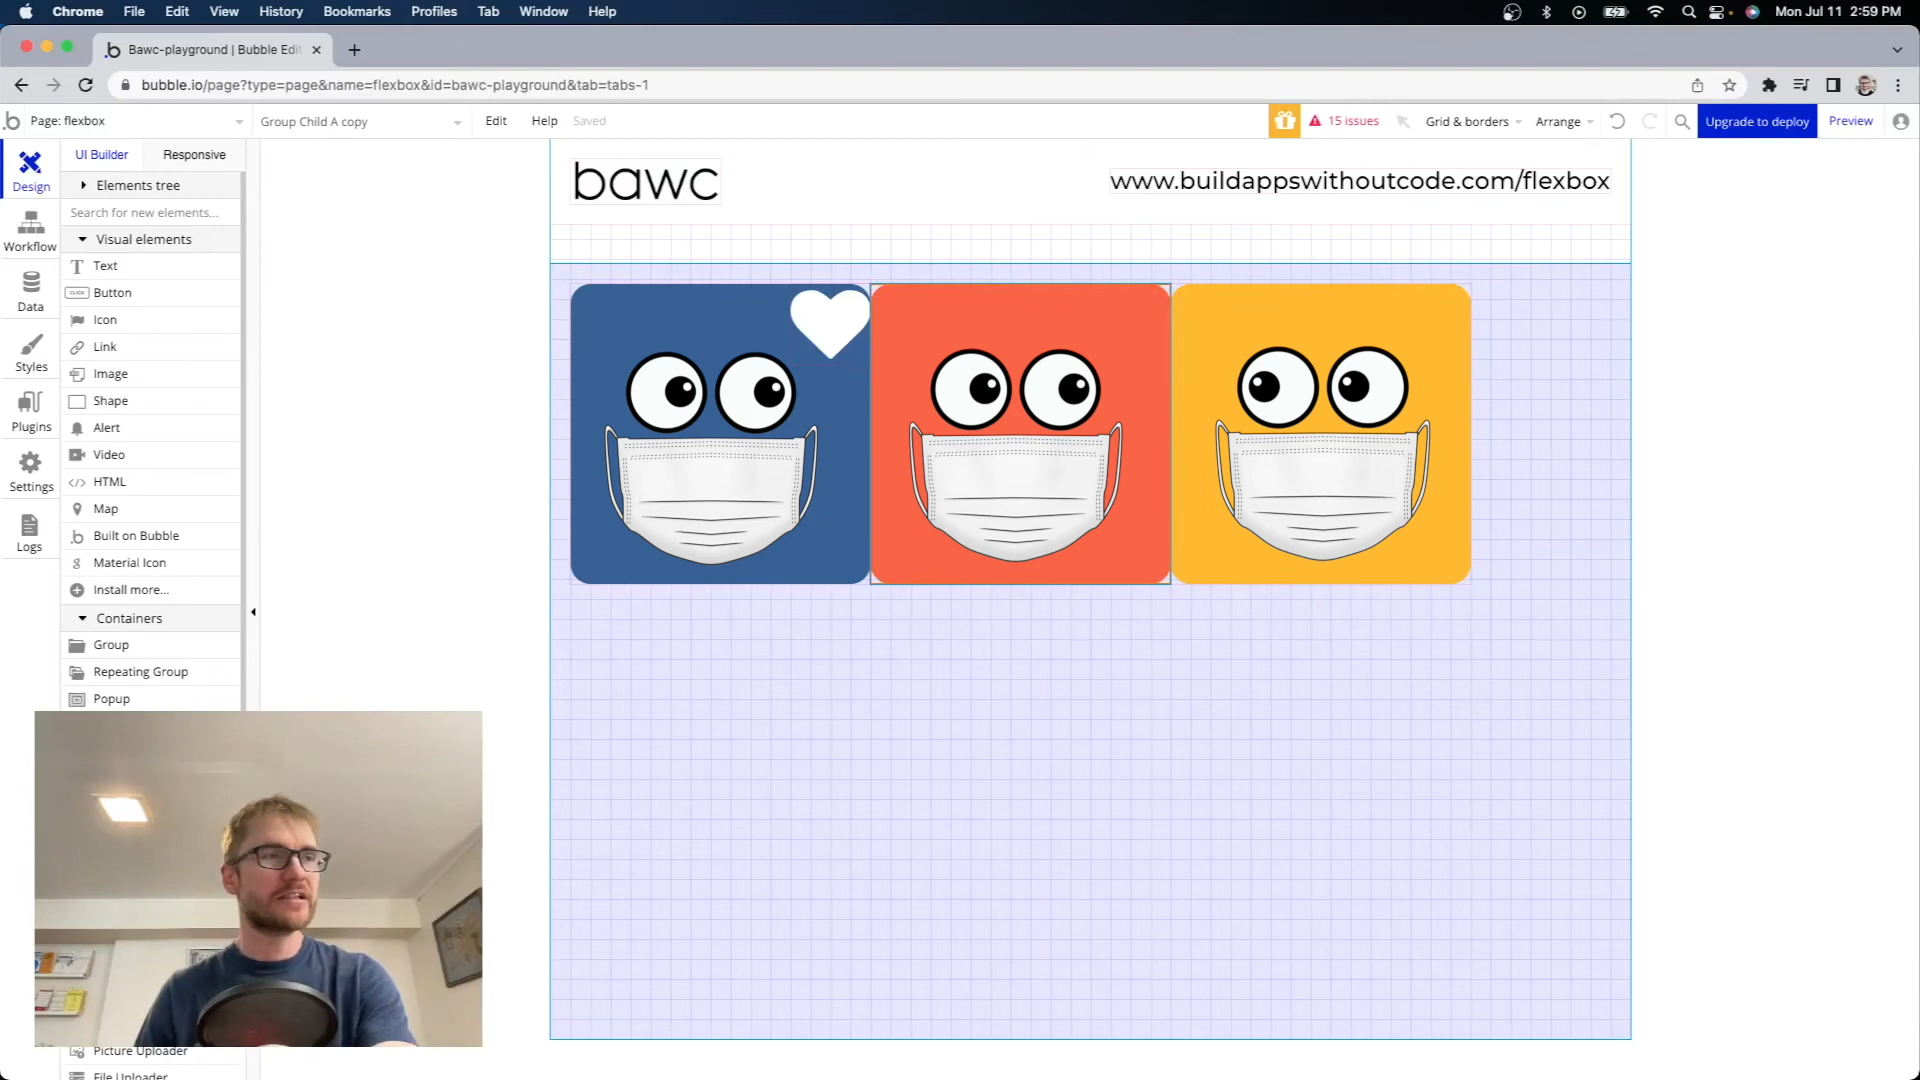 Chrome File Edit View History Bookmarks Profiles Tab Window Help Mon Jul 11 2:59 PM
Bawc-playground | Bubble Edit
bubble.io/page?type=page&name=flexbox&id=bawc-playground&tab=tabs-1
Page: flexbox Group Child A copy Edit Help Saved 15 issues Grid & borders Arrange Upgrade to deploy Preview
UI Builder Responsive
Design
Workflow
Data
Styles
Plugins
Settings
Logs
Elements tree
Search for new elements...
Visual elements
Text
CLICK Button
Icon
Link
Image
Shape
Alert
Video
HTML
Map
Built on Bubble
Material Icon
Install more...
Containers
Group
Repeating Group
Popup
Picture Uploader
File Uploader
bawc
www.buildappswithoutcode.com/flexbox